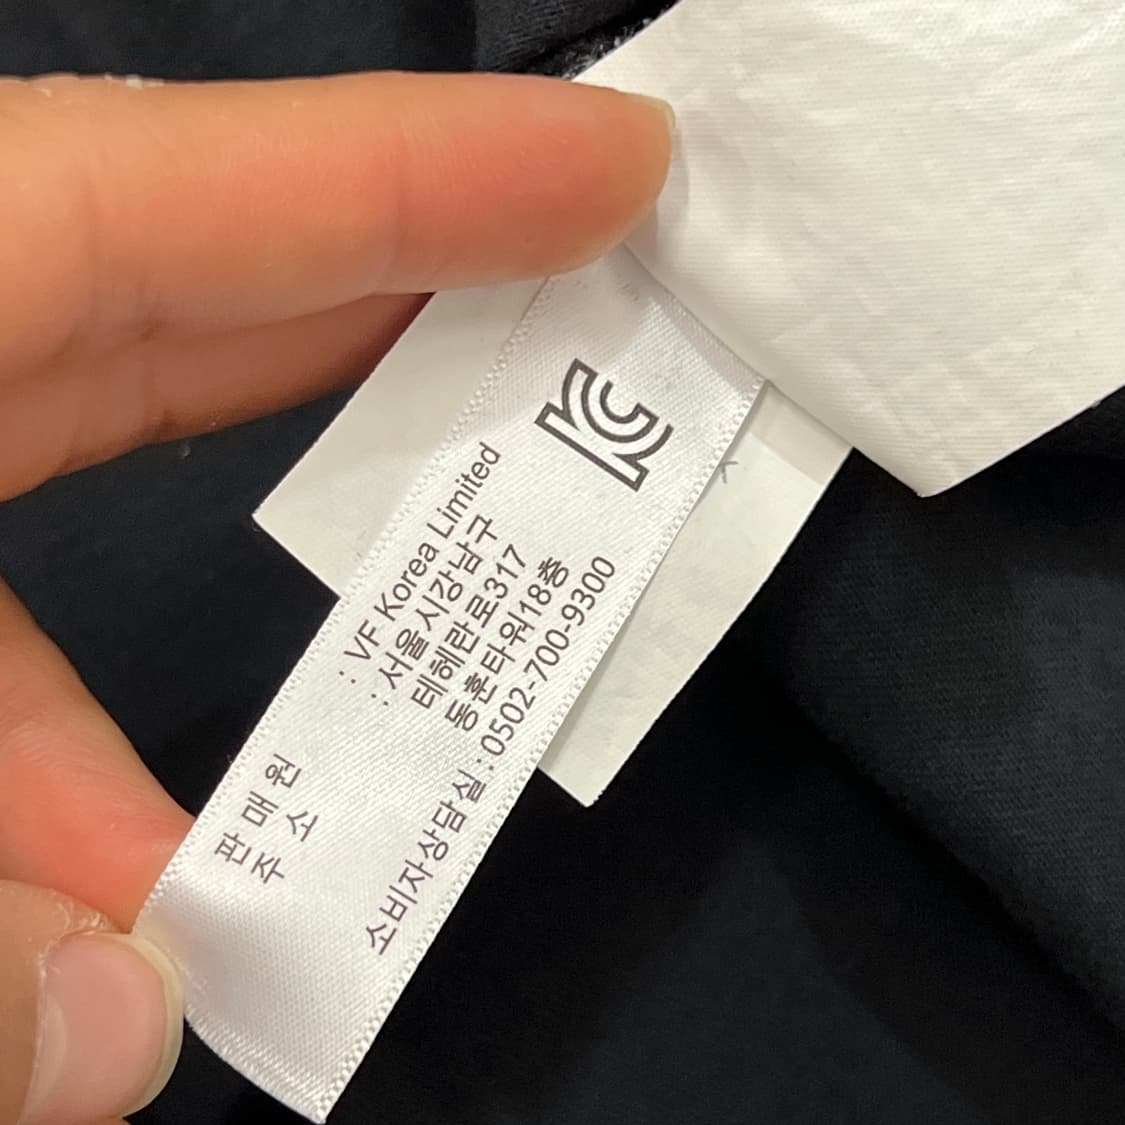 KC
판매원 : VF Korea Limited
주 소 : 서울시강남구
테헤란로317
동훈타워18층
소비자상담실 : 0502-700-9300